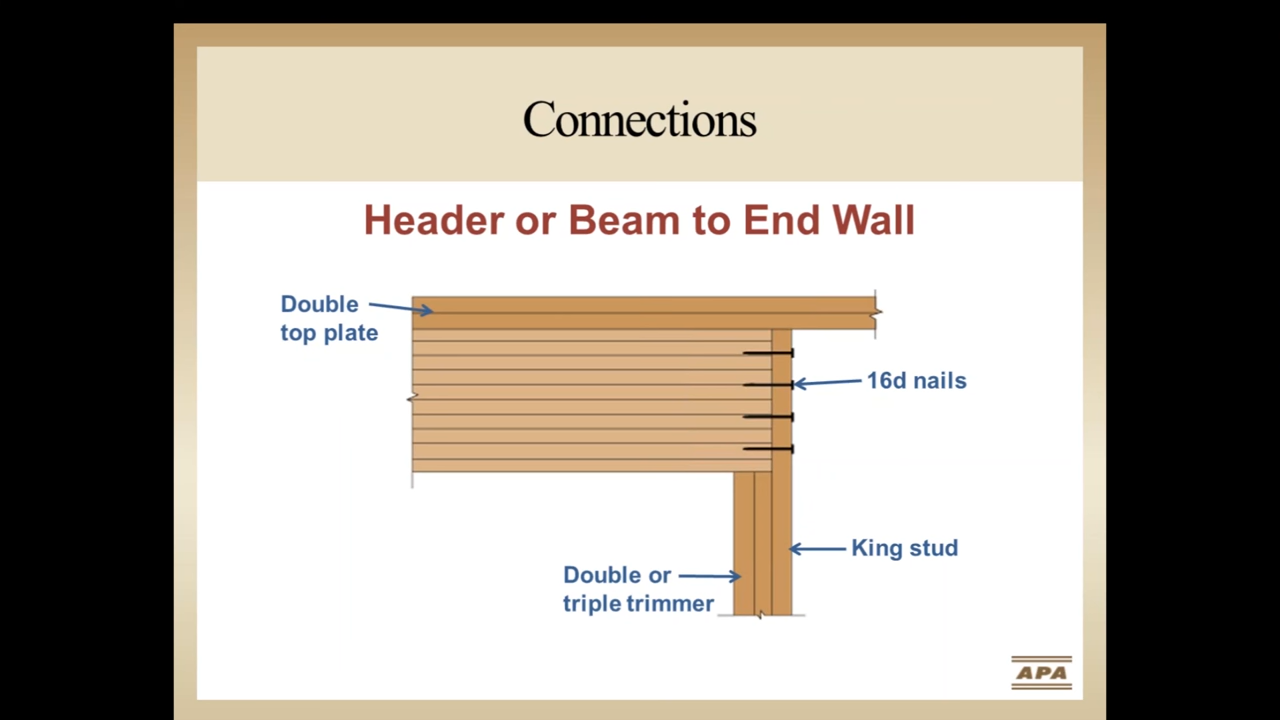 Connections
Header or Beam to End Wall
Double
top plate
16d nails
King stud
Double or
triple trimmer
APA